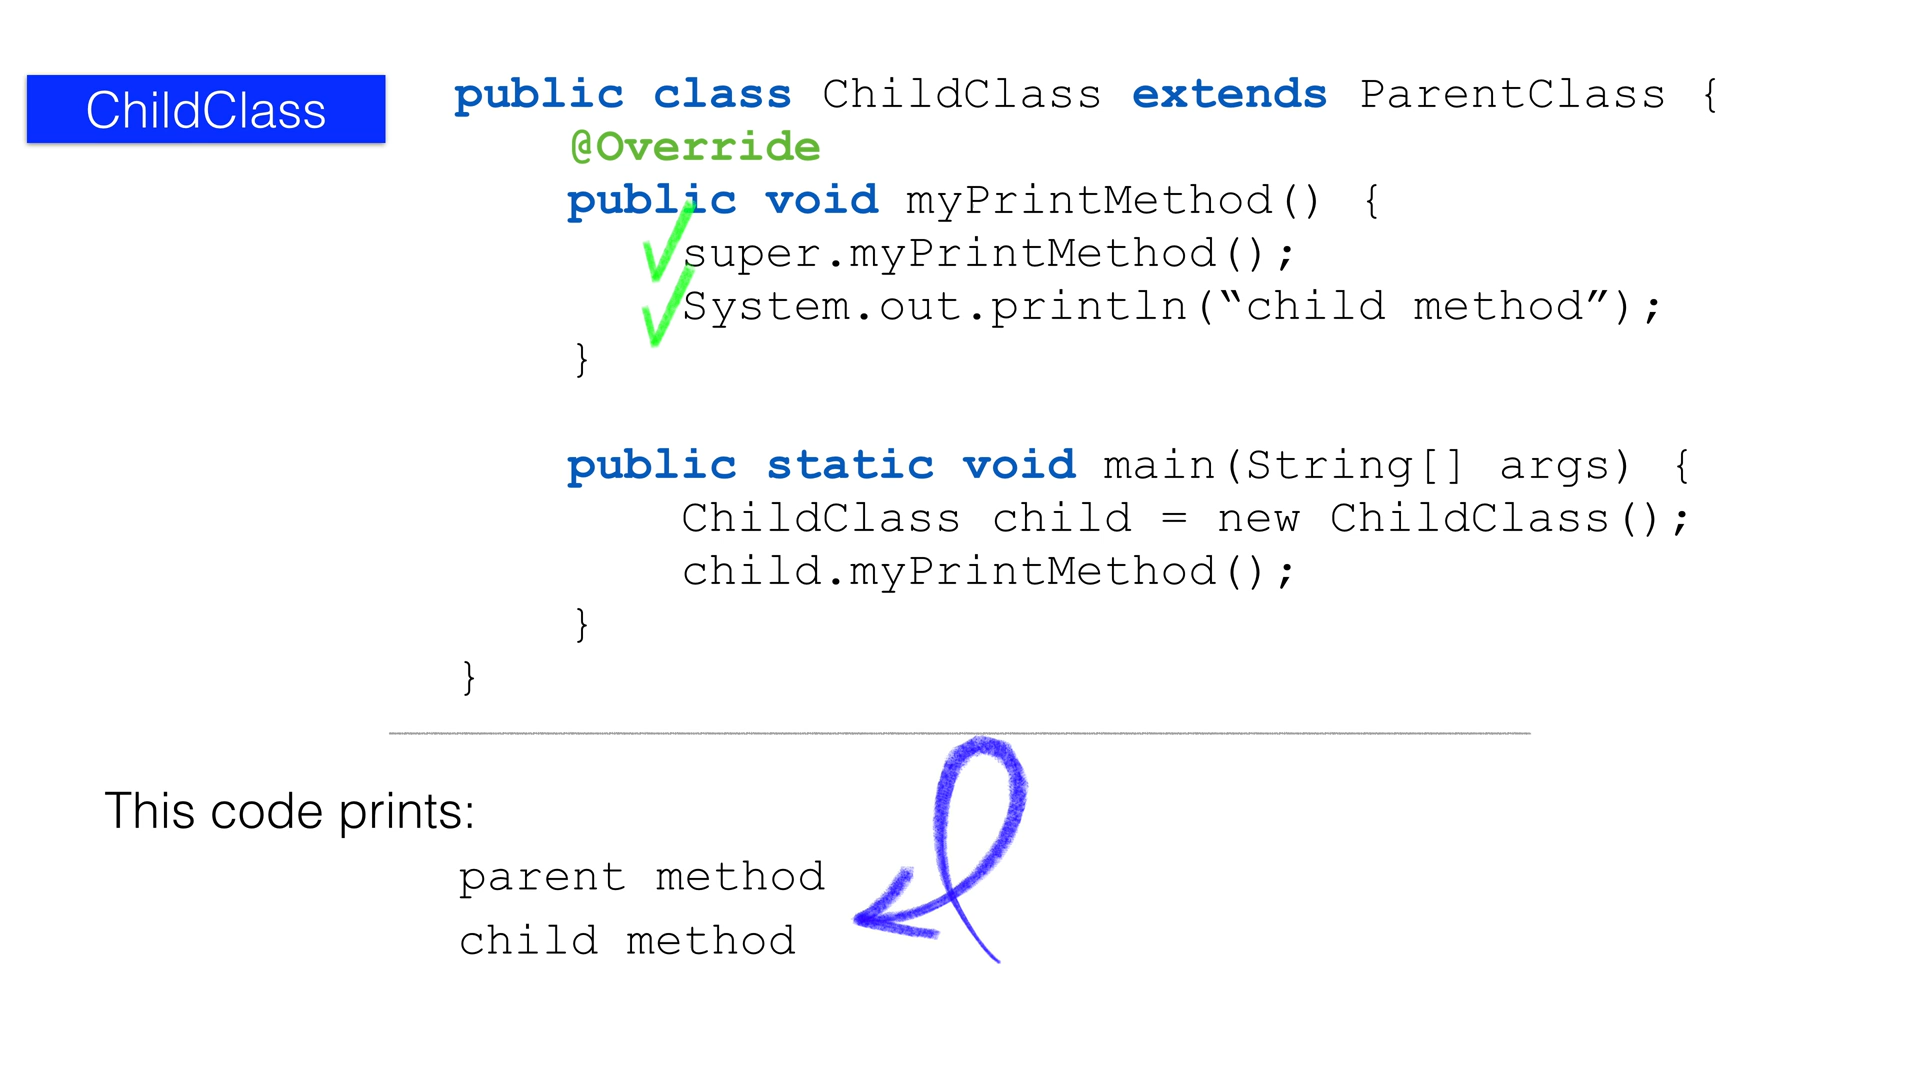 ChildClass
public class ChildClass extends ParentClass {
@Override
public void myPrintMethod() {
super.myPrintMethod();
System.out.println(“child method”);
}
public static void main(String[] args) {
ChildClass child = new ChildClass();
child.myPrintMethod();
}
}
This code prints:
parent method
child method